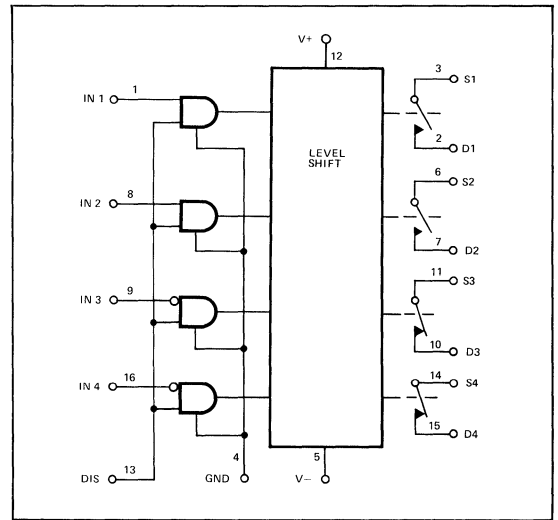 V+
12
3 S1
1
IN 1
2 D1
LEVEL
SHIFT
6 S2
8
IN 2
7 D2
11 S3
9
IN 3
10 D3
14 S4
16
IN 4
15 D4
4 5
13
DIS GND V−